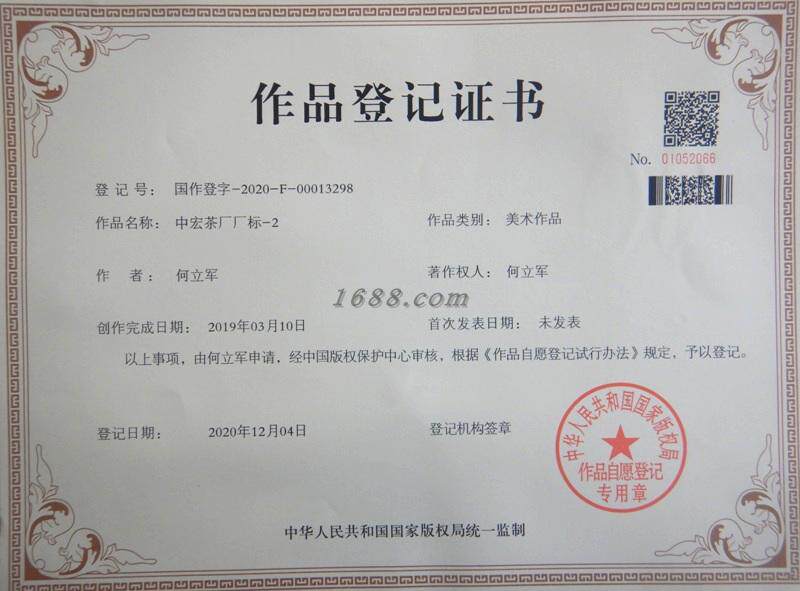 作品登记证书
No. 01052066
登 记 号： 国作登字-2020-F-00013298
作品名称： 中宏茶厂厂标-2
作品类别： 美术作品
作 者： 何立军
著作权人： 何立军
1688.com
创作完成日期： 2019年03月10日
首次发表日期： 未发表
以上事项，由何立军申请，经中国版权保护中心审核，根据《作品自愿登记试行办法》规定，予以登记。
登记日期： 2020年12月04日
登记机构签章
中华人民共和国国家版权局
作品自愿登记
专用章
中华人民共和国国家版权局统一监制